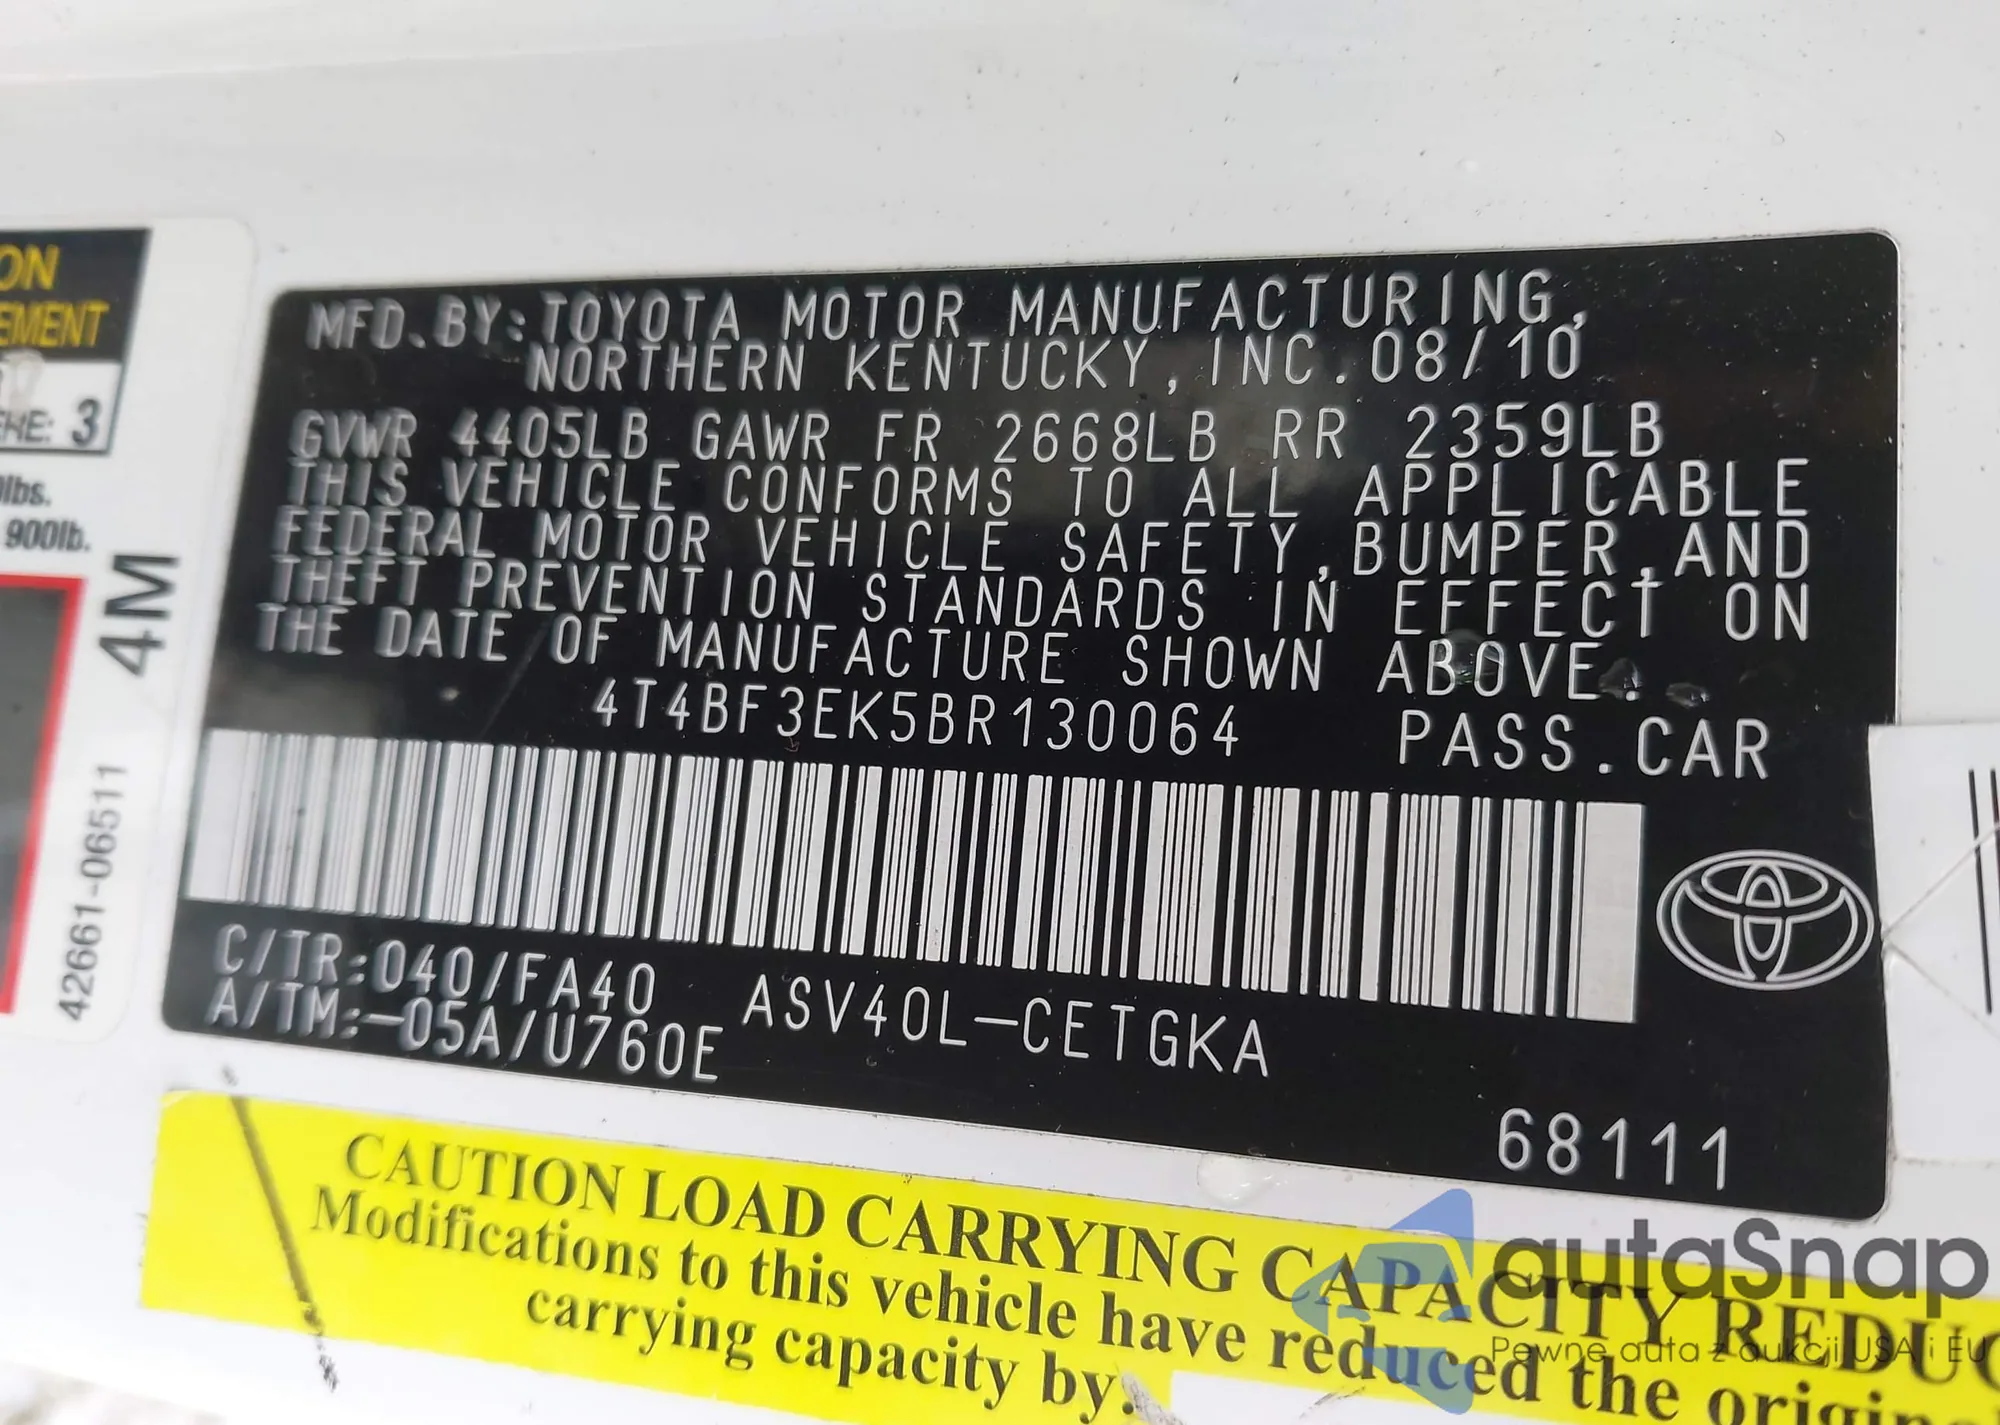 ON
EMENT
3
lbs.
900lb.
4M
42661-06511
MFD.BY:TOYOTA MOTOR MANUFACTURING,
NORTHERN KENTUCKY,INC.08/10
GVWR 4405LB GAWR FR 2668LB RR 2359LB
THIS VEHICLE CONFORMS TO ALL APPLICABLE
FEDERAL MOTOR VEHICLE SAFETY,BUMPER,AND
THEFT PREVENTION STANDARDS IN EFFECT ON
THE DATE OF MANUFACTURE SHOWN ABOVE.
4T4BF3EK5BR130064 PASS.CAR
C/TR:040/FA40 ASV40L-CETGKA
A/TM:-05A/U760E
68111
CAUTION LOAD CARRYING CAPACITY REDUC
Modifications to this vehicle have reduced the origin
carrying capacity by:
autaSnap
Pewne auta z aukcji USA i EU